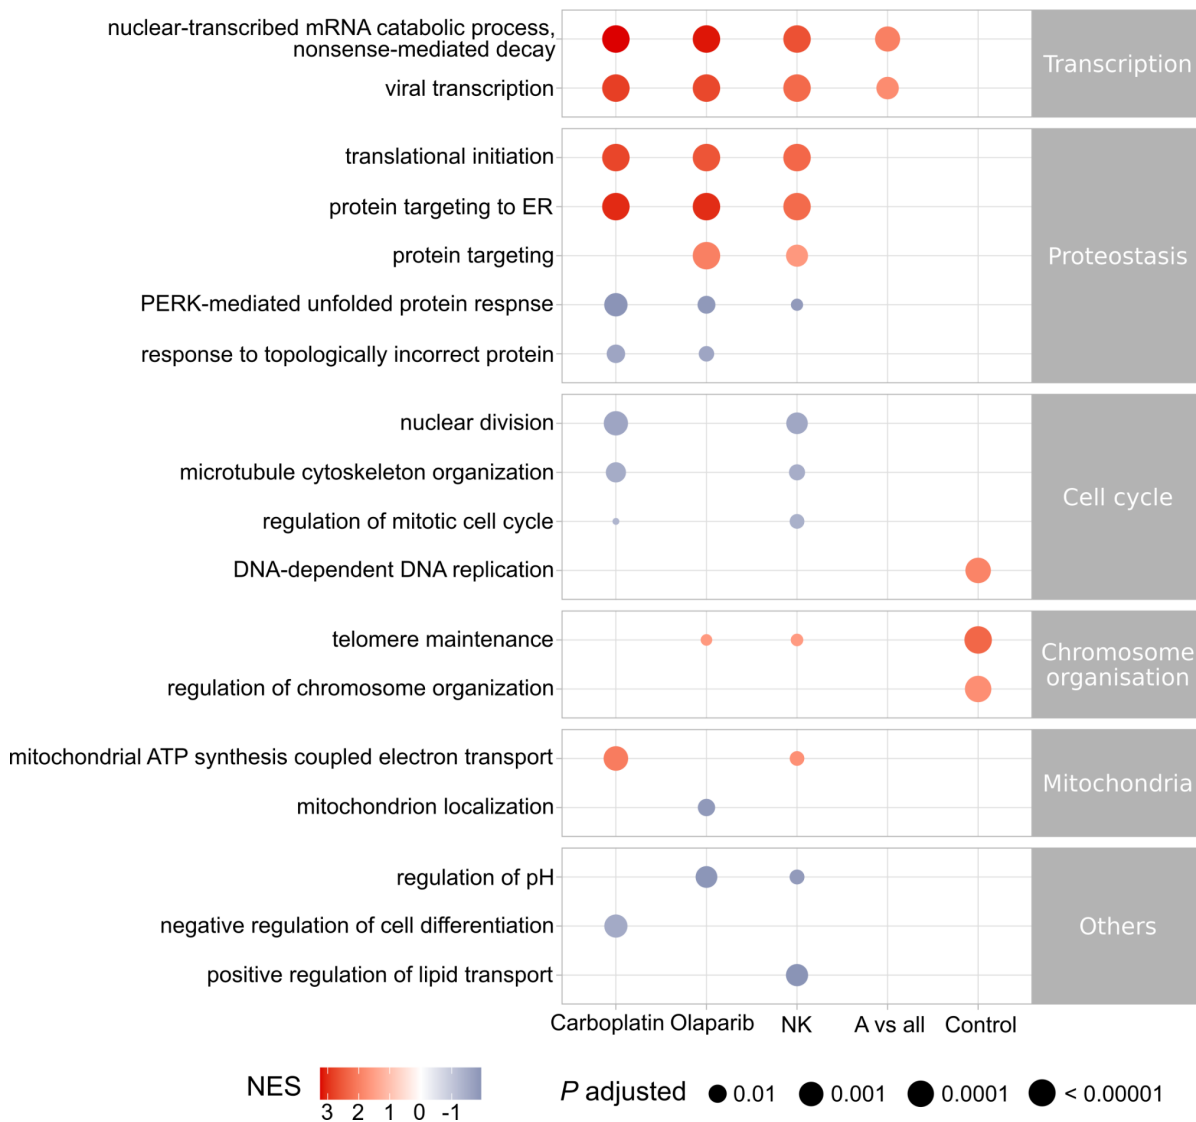 nuclear-transcribed mRNA catabolic process,
nonsense-mediated decay
viral transcription
Transcription
translational initiation
protein targeting to ER
protein targeting
PERK-mediated unfolded protein respnse
response to topologically incorrect protein
Proteostasis
nuclear division
microtubule cytoskeleton organization
regulation of mitotic cell cycle
DNA-dependent DNA replication
Cell cycle
telomere maintenance
regulation of chromosome organization
Chromosome
organisation
mitochondrial ATP synthesis coupled electron transport
mitochondrion localization
Mitochondria
regulation of pH
negative regulation of cell differentiation
positive regulation of lipid transport
Others
Carboplatin Olaparib NK A vs all Control
NES
3 2 1 0 -1
P adjusted 0.01 0.001 0.0001 < 0.00001